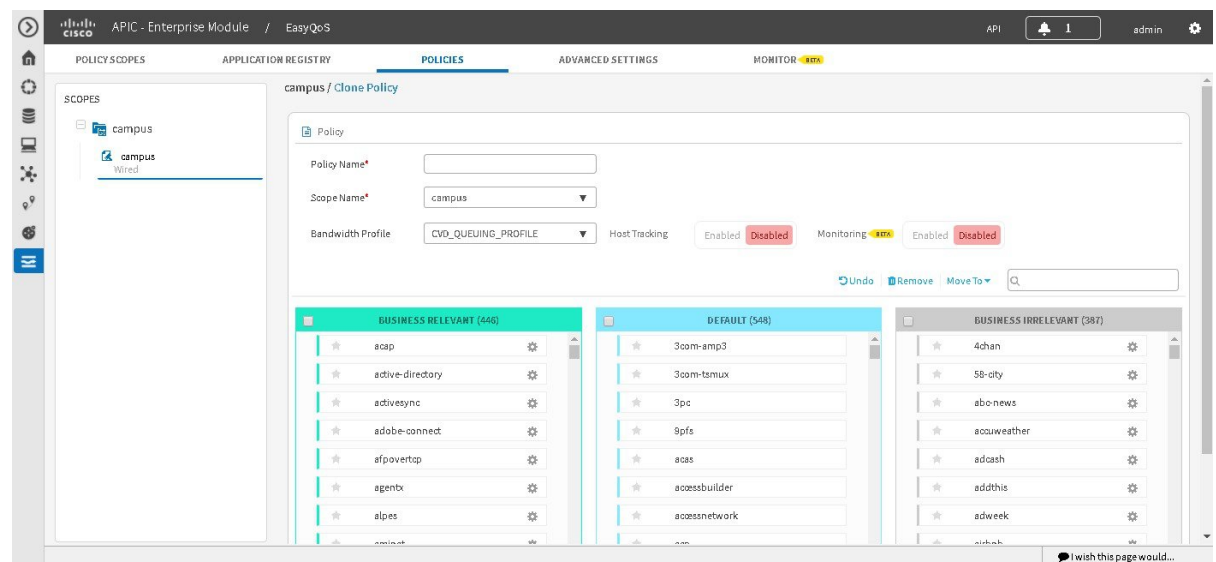 cisco APIC - Enterprise Module / EasyQoS API 1 admin
POLICY SCOPES APPLICATION REGISTRY POLICIES ADVANCED SETTINGS MONITOR BETA
SCOPES
campus
campus
Wired
campus / Clone Policy
Policy
Policy Name*
Scope Name* campus
Bandwidth Profile CVD_QUEUING_PROFILE Host Tracking Enabled Disabled Monitoring BETA Enabled Disabled
Undo Remove Move To
BUSINESS RELEVANT (446) DEFAULT (548) BUSINESS IRRELEVANT (387)
acap 3com-amp3 4chan
active-directory 3com-tsmux 58-city
activesync 3pc abc-news
adobe-connect 9pfs accuweather
afpovertcp acas adcash
agentx accessbuilder addthis
alpes accessnetwork adweek
I wish this page would...